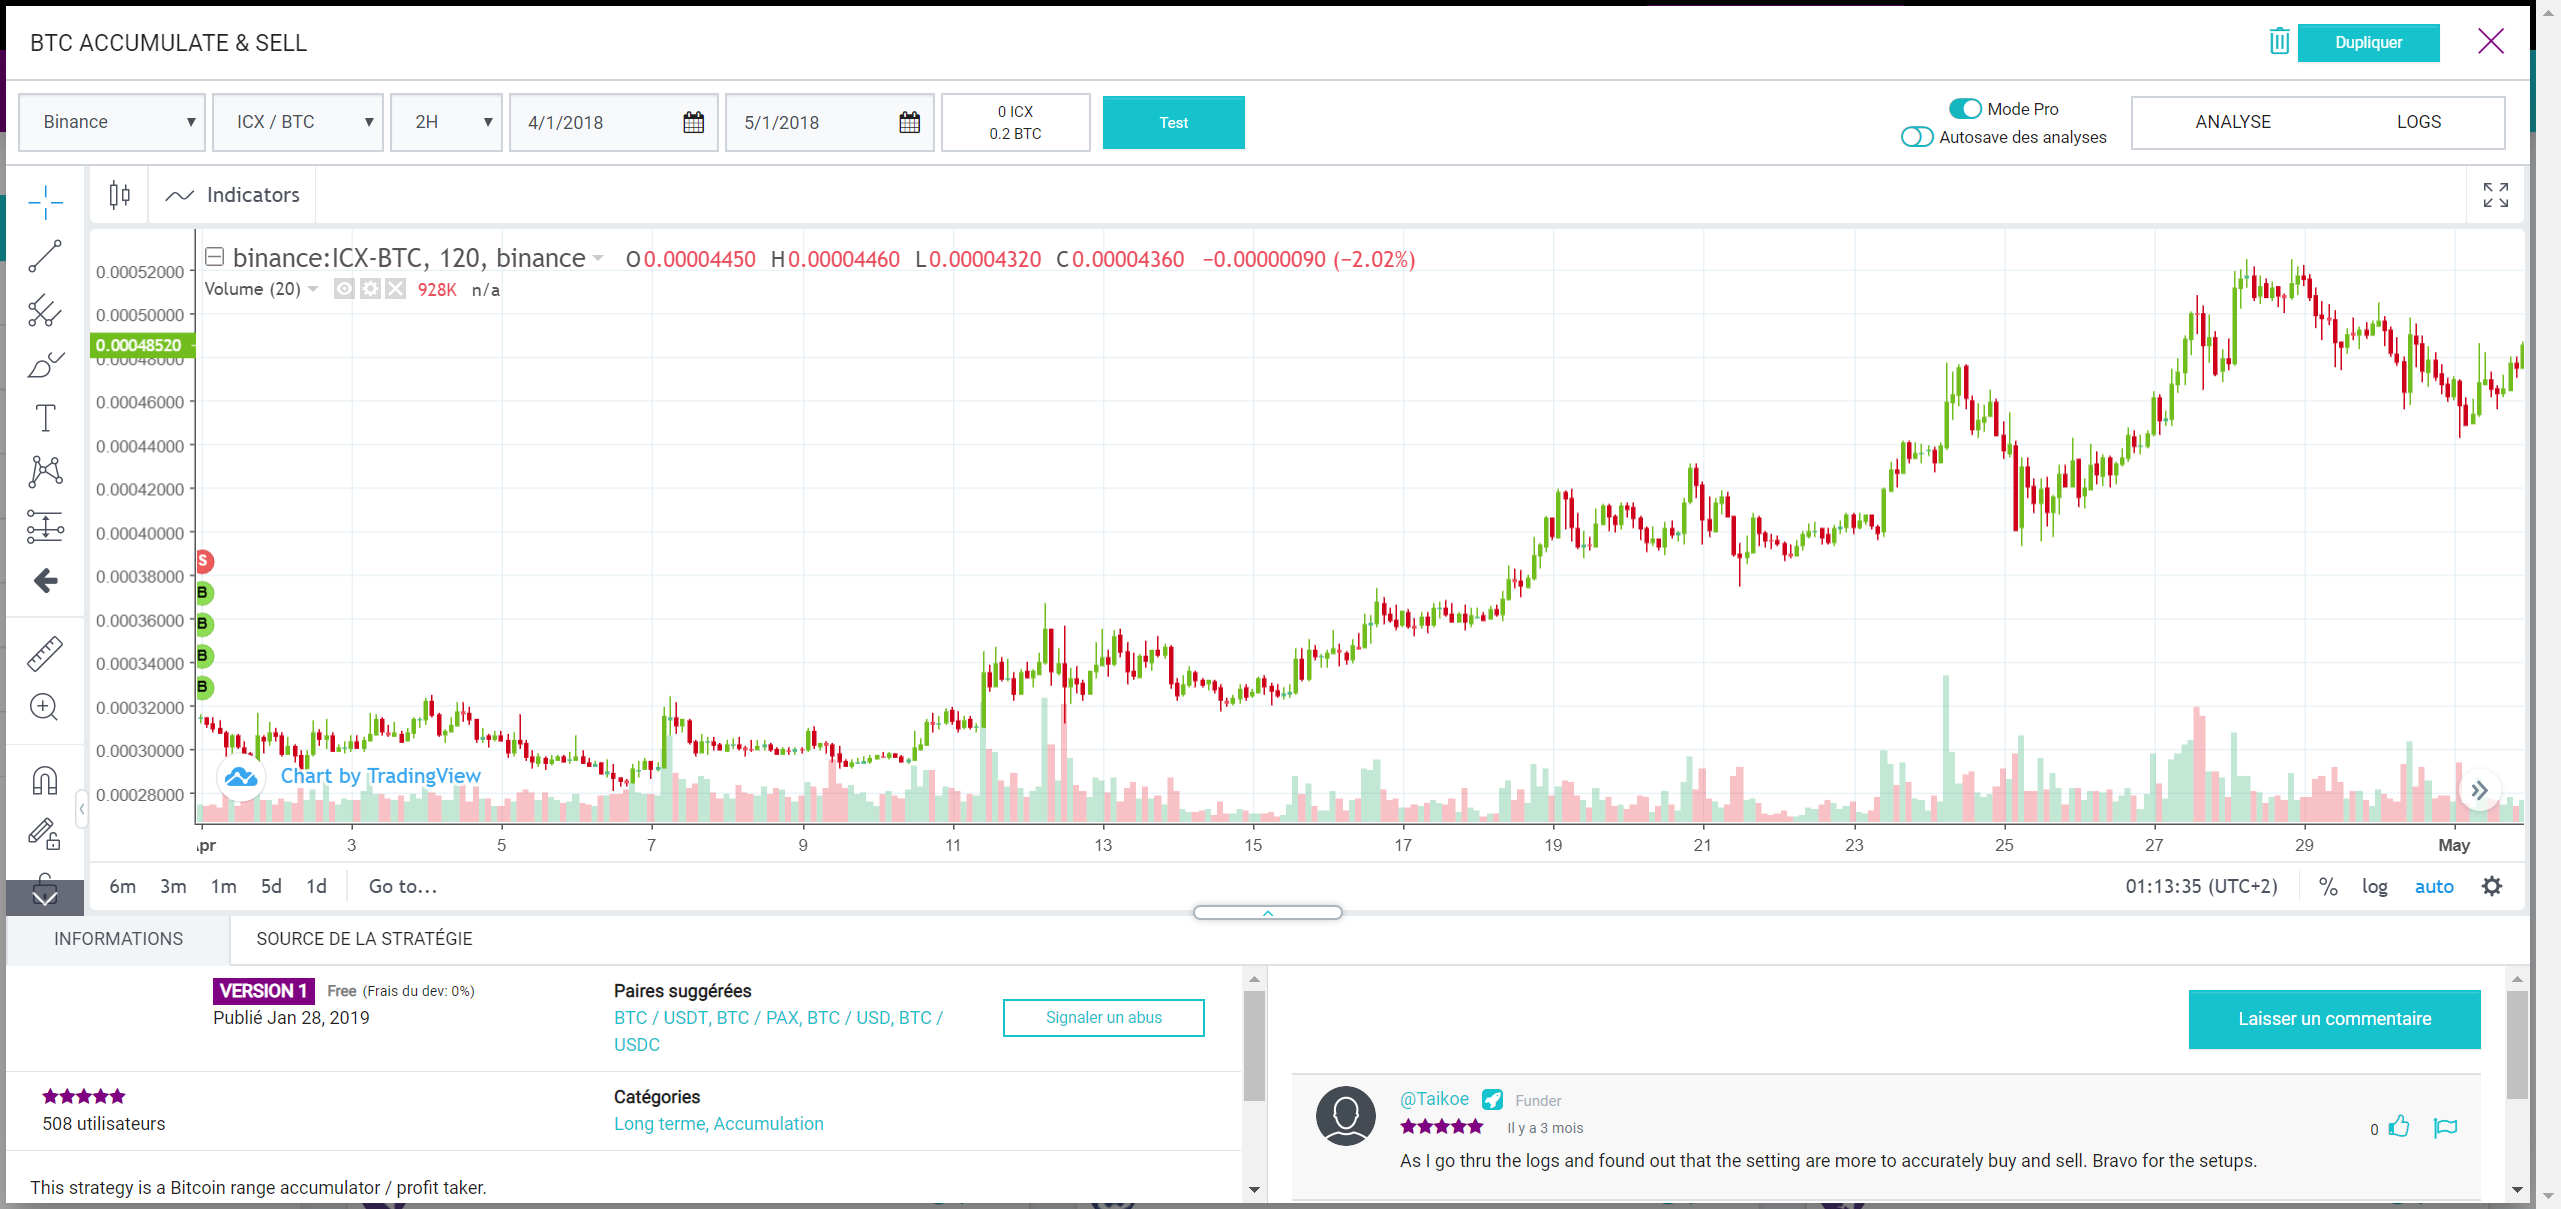 BTC ACCUMULATE & SELL
Dupliquer
Binance
ICX / BTC
2H
4/1/2018
5/1/2018
0 ICX
0.2 BTC
Test
Mode Pro
Autosave des analyses
ANALYSE
LOGS
Indicators
binance:ICX-BTC, 120, binance
O0.00004450 H0.00004460 L0.00004320 C0.00004360 −0.00000090 (−2.02%)
Volume (20)
928K n/a
0.00052000
0.00050000
0.00048520
0.00048000
0.00046000
0.00044000
0.00042000
0.00040000
0.00038000
0.00036000
0.00034000
0.00032000
0.00030000
0.00028000
S
B
B
B
B
Chart by TradingView
Apr 3 5 7 9 11 13 15 17 19 21 23 25 27 29 May
6m 3m 1m 5d 1d Go to...
01:13:35 (UTC+2) % log auto
INFORMATIONS
SOURCE DE LA STRATÉGIE
VERSION 1 Free (Frais du dev: 0%)
Publié Jan 28, 2019
Paires suggérées
BTC / USDT, BTC / PAX, BTC / USD, BTC /
USDC
Signaler un abus
508 utilisateurs
Catégories
Long terme, Accumulation
This strategy is a Bitcoin range accumulator / profit taker.
Laisser un commentaire
@Taikoe Funder
Il y a 3 mois
0
As I go thru the logs and found out that the setting are more to accurately buy and sell. Bravo for the setups.